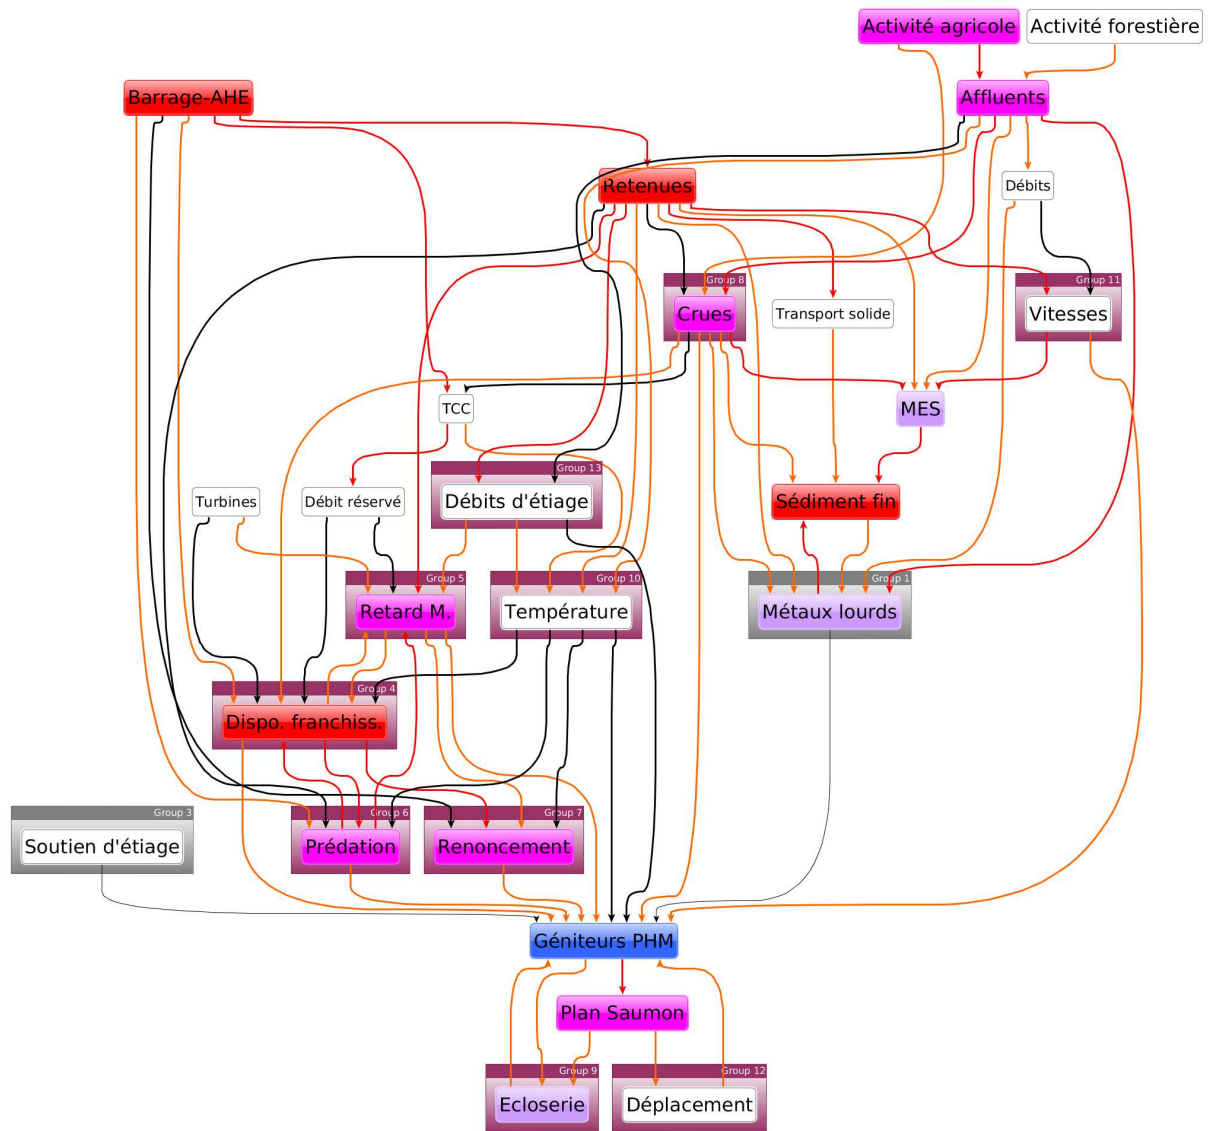 Activité agricole
Activité forestière
Barrage-AHE
Affluents
Retenues
Débits
Group 8
Group 11
Crues
Transport solide
Vitesses
TCC
MES
Group 13
Turbines
Débit réservé
Débits d'étiage
Sédiment fin
Group 5
Group 10
Group 1
Retard M.
Température
Métaux lourds
Group 4
Dispo. franchiss.
Group 3
Group 6
Group 7
Soutien d'étiage
Prédation
Renoncement
Géniteurs PHM
Plan Saumon
Group 9
Group 12
Ecloserie
Déplacement